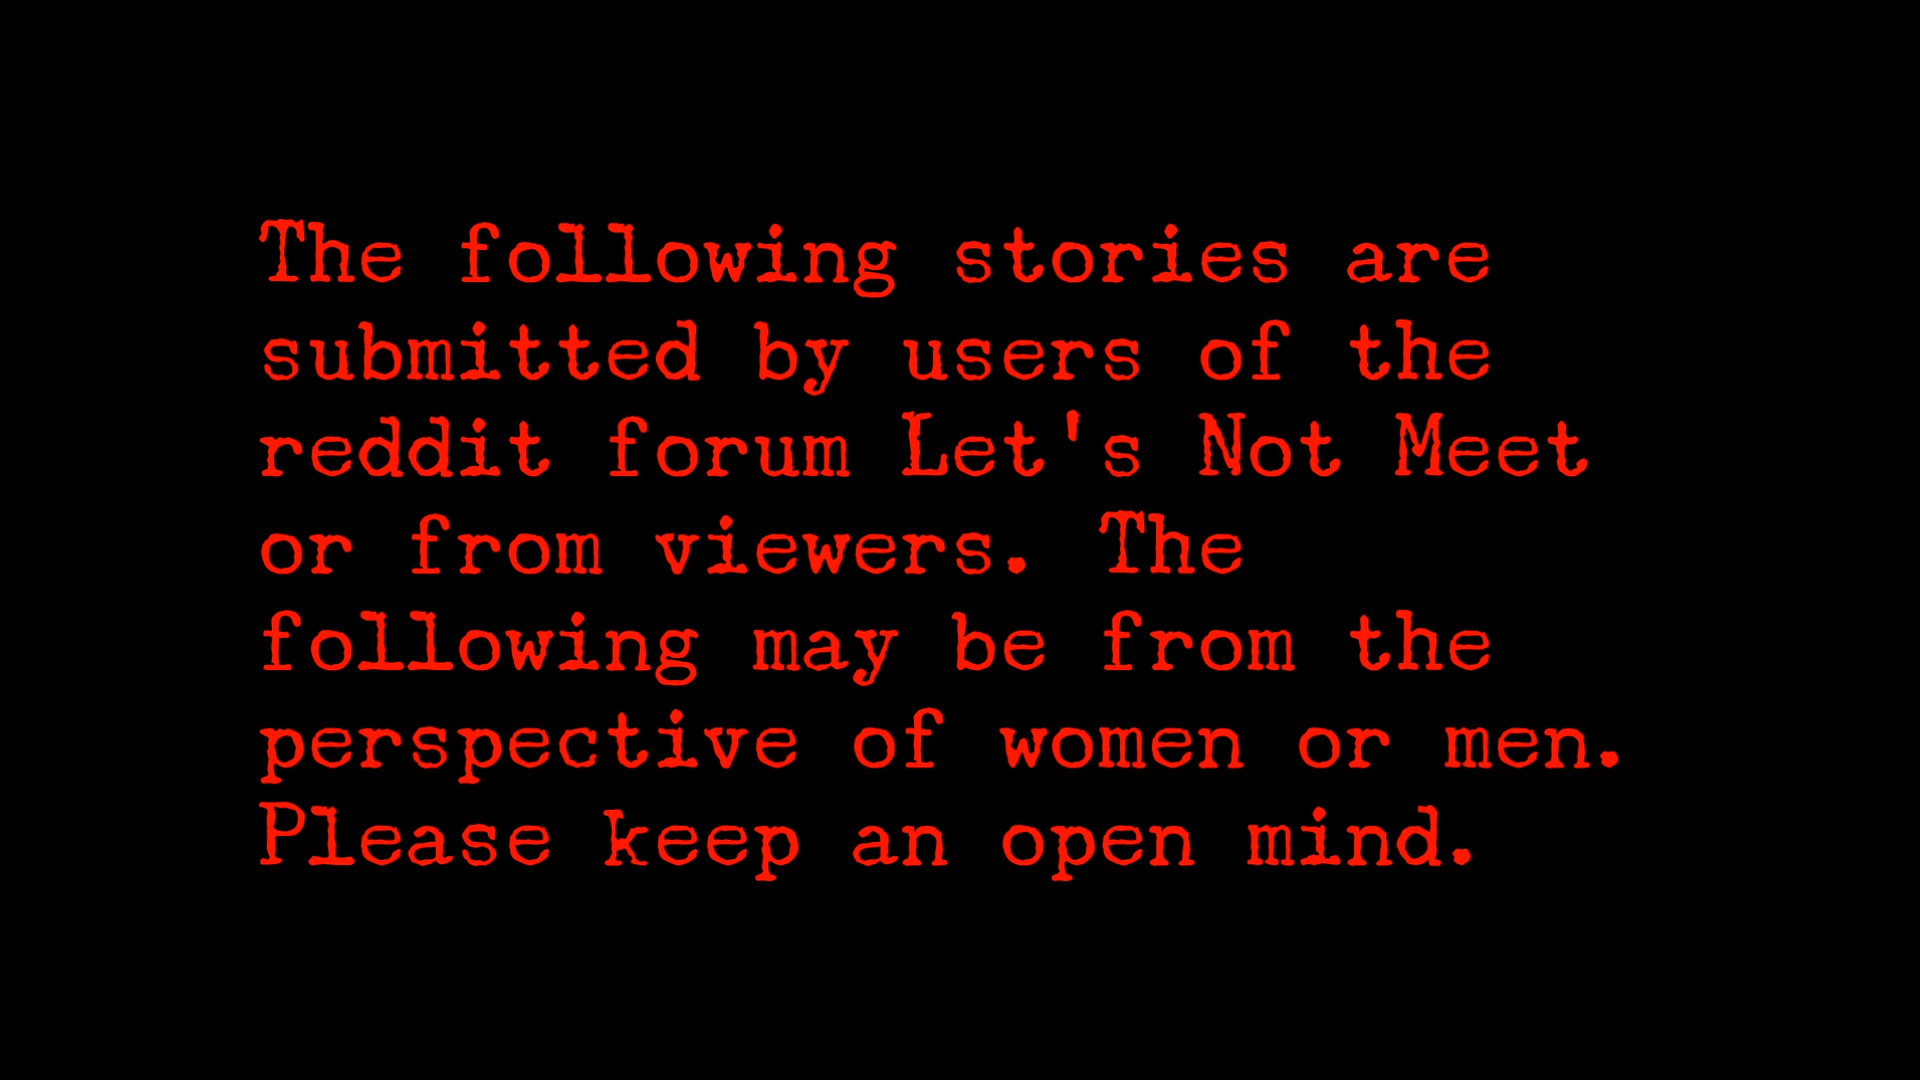 The following stories are
submitted by users of the
reddit forum Let's Not Meet
or from viewers. The
following may be from the
perspective of women or men.
Please keep an open mind.